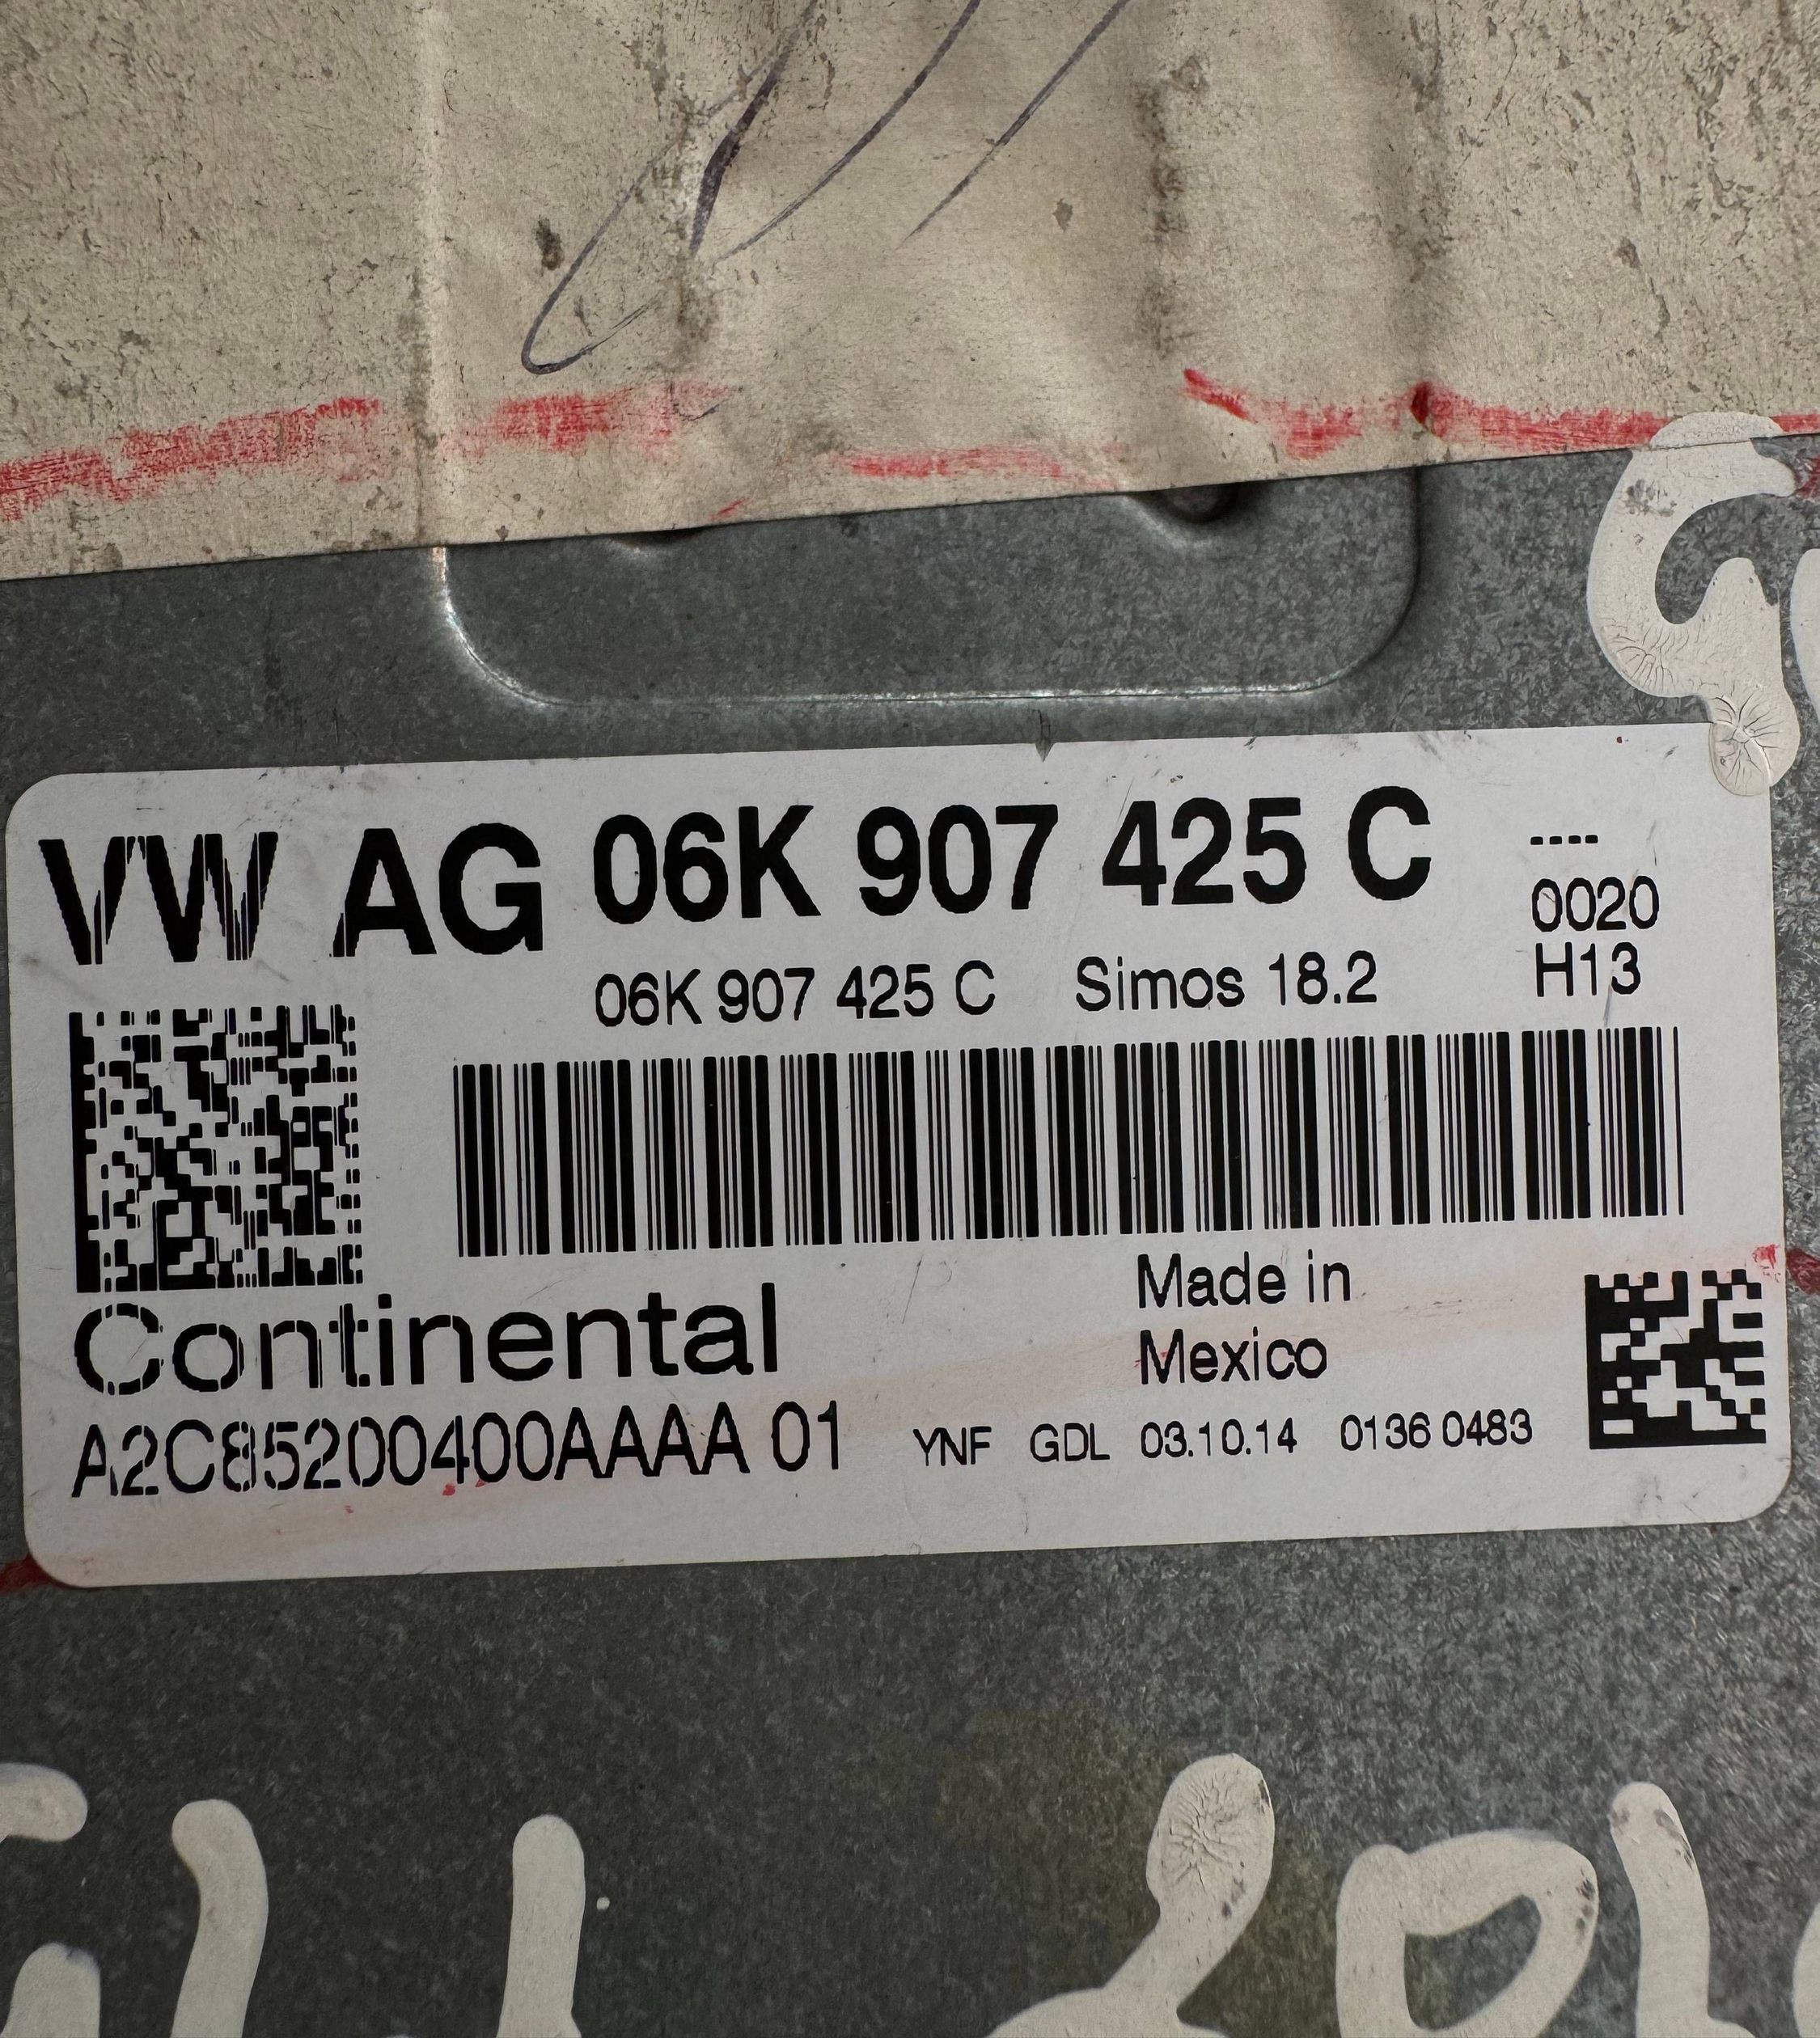 VW AG 06K 907 425 C ----
0020
06K 907 425 C Simos 18.2 H13
Continental
Made in
Mexico
A2C85200400AAAA 01 YNF GDL 03.10.14 0136 0483